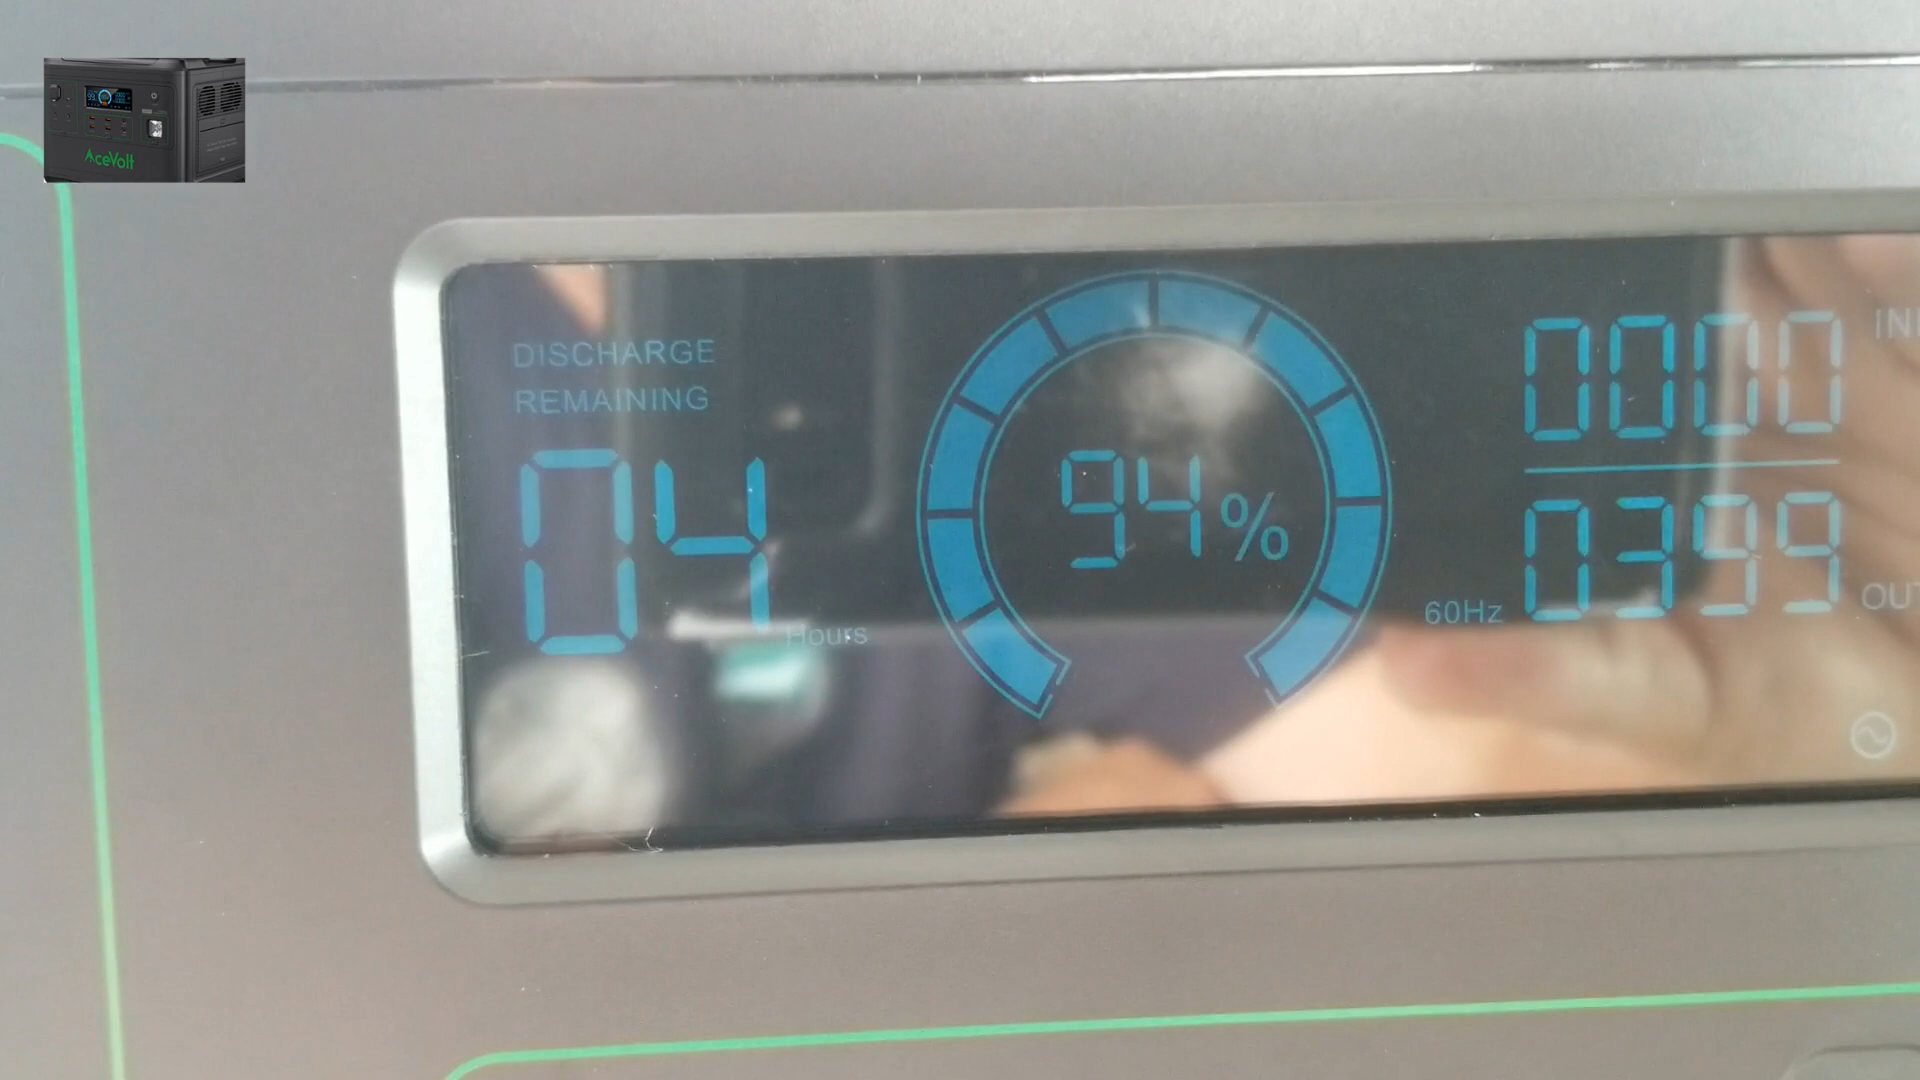 AceVolt
DISCHARGE
REMAINING
04
Hours
94%
0000
60Hz
0399